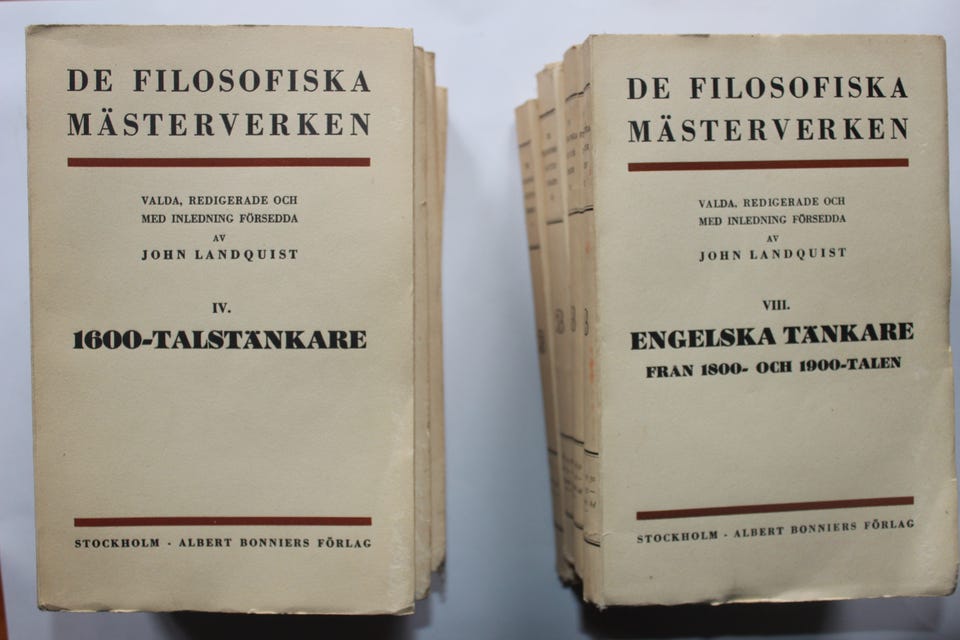 DE FILOSOFISKA
MÄSTERVERKEN
VALDA, REDIGERADE OCH
MED INLEDNING FÖRSEDDA
AV
JOHN LANDQUIST
IV.
1600-TALSTÄNKARE
STOCKHOLM · ALBERT BONNIERS FÖRLAG
DE FILOSOFISKA
MÄSTERVERKEN
VALDA, REDIGERADE OCH
MED INLEDNING FÖRSEDDA
AV
JOHN LANDQUIST
VIII.
ENGELSKA TÄNKARE
FRAN 1800- OCH 1900-TALEN
STOCKHOLM · ALBERT BONNIERS FÖRLAG